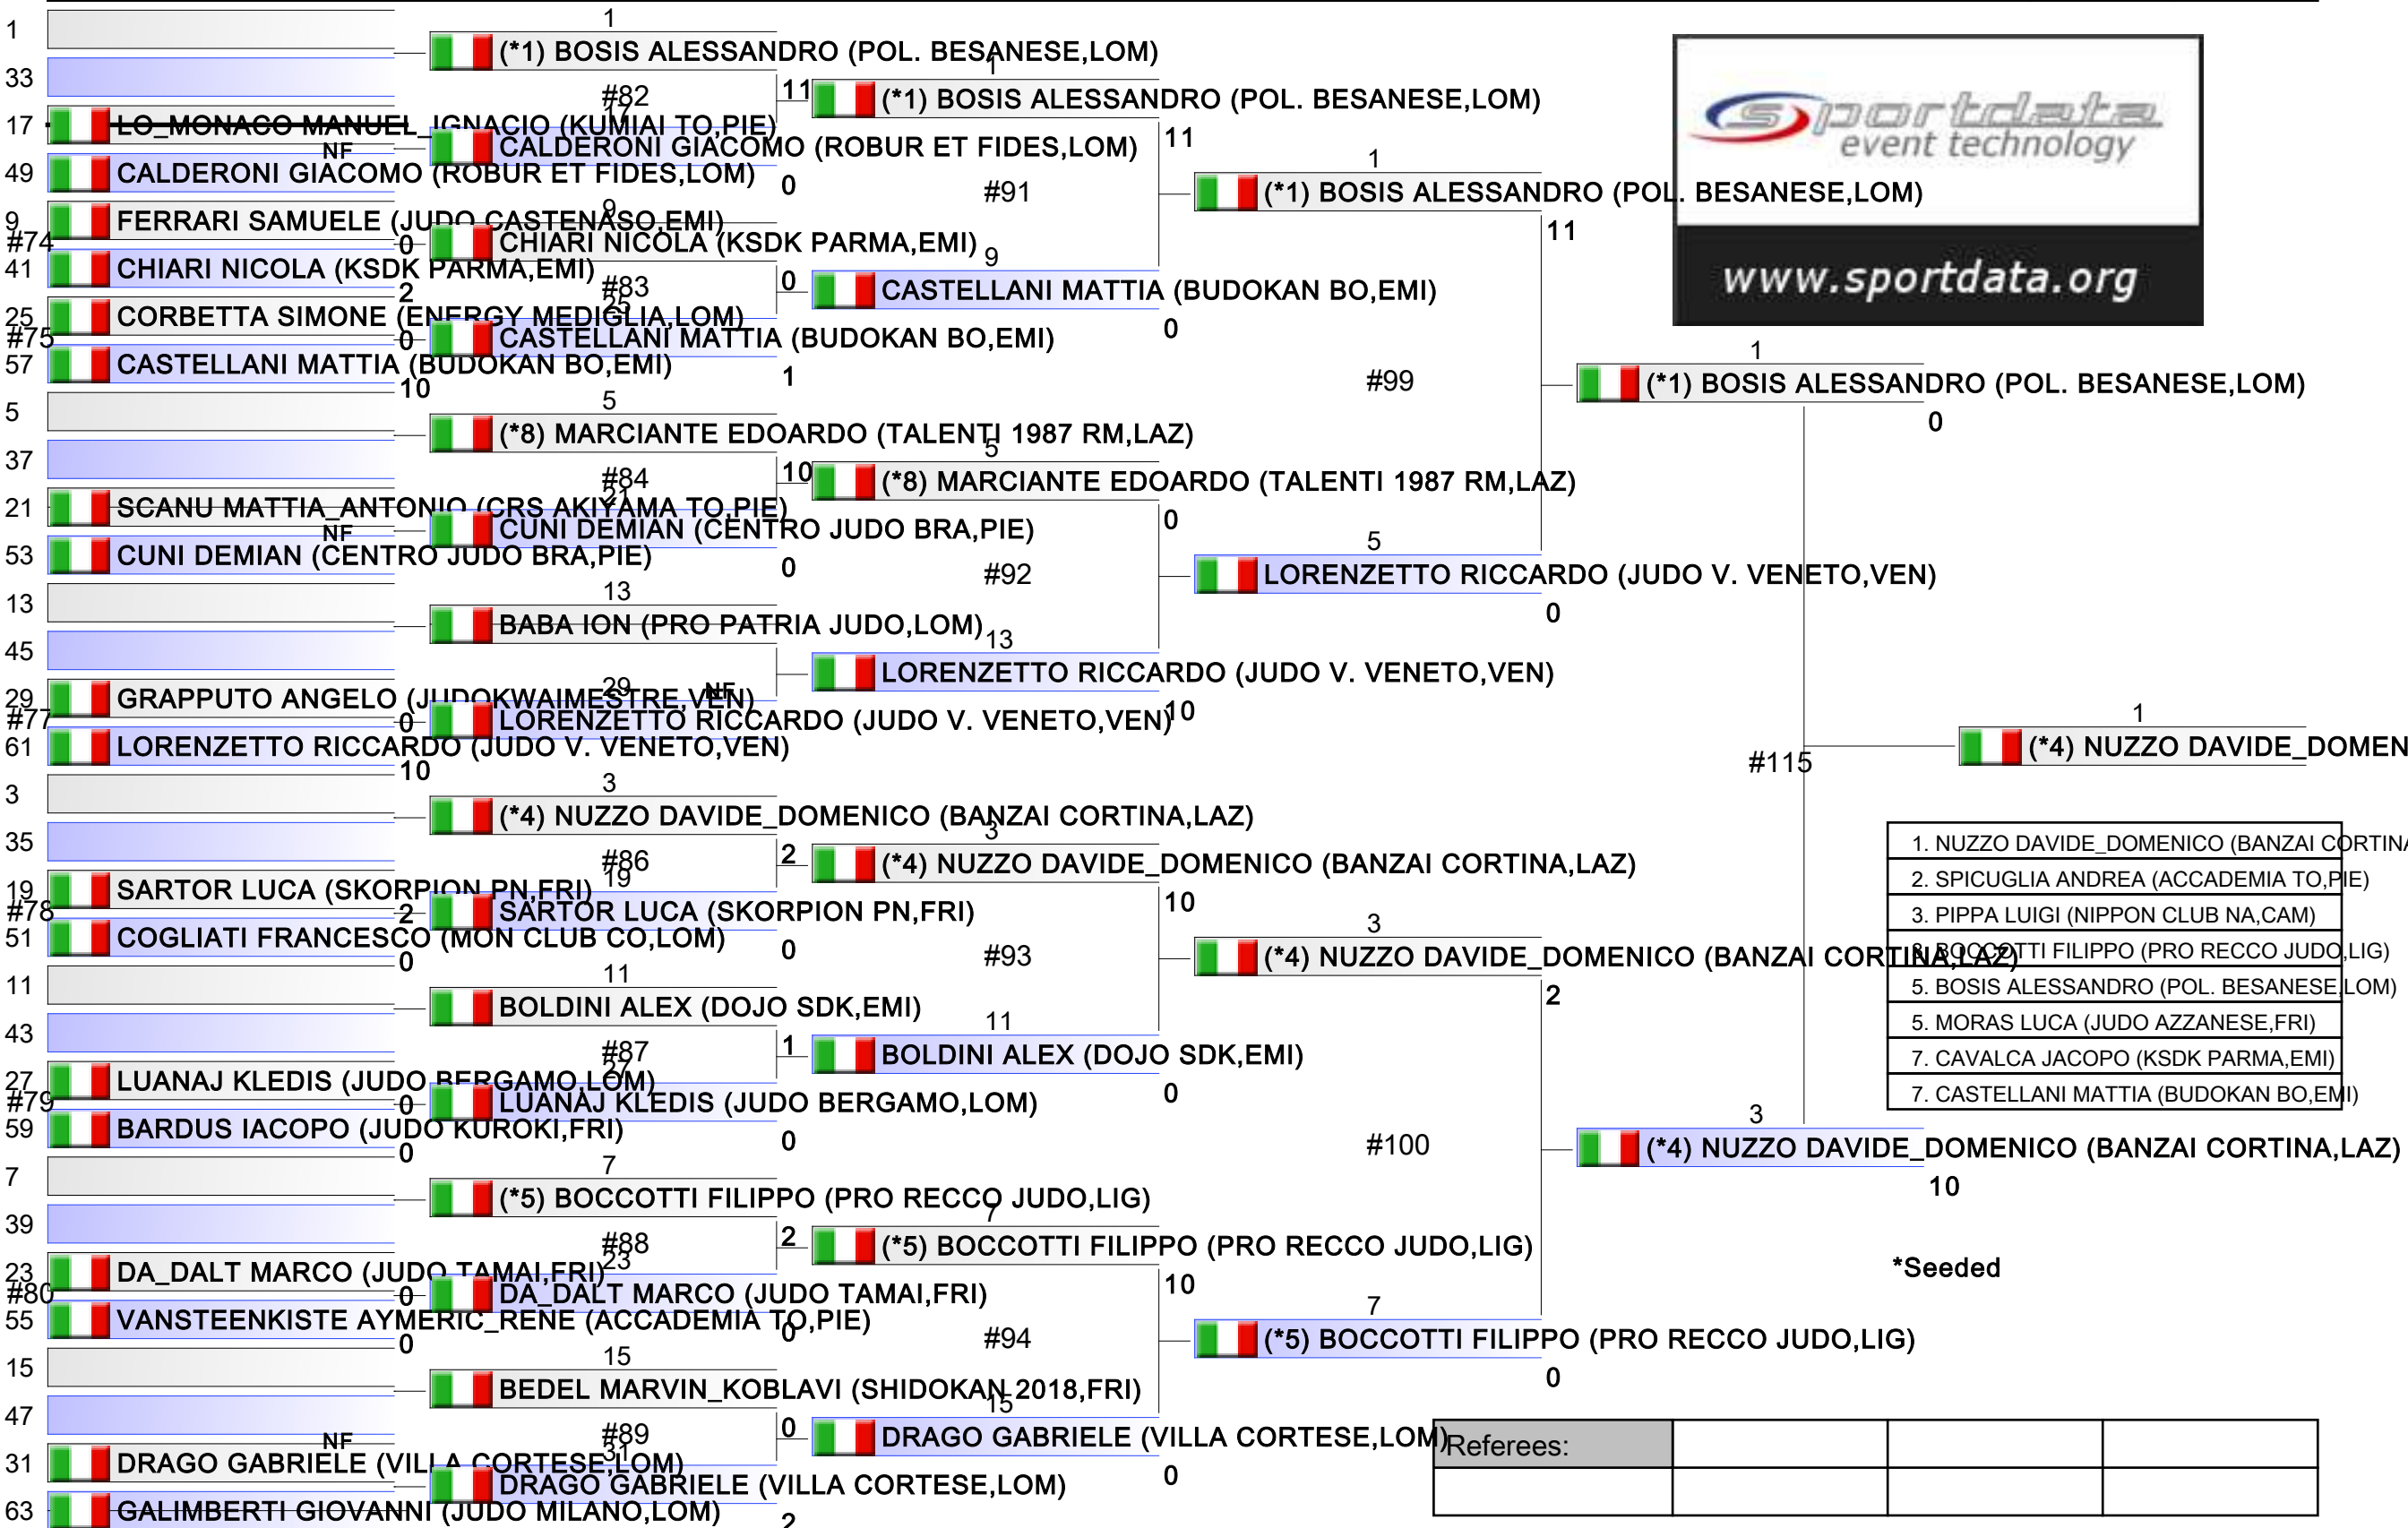 1
33
17 LO_MONACO MANUEL_IGNACIO (KUMIAI TO,PIE)
NF
49 CALDERONI GIACOMO (ROBUR ET FIDES,LOM)
9 FERRARI SAMUELE (JUDO CASTENASO,EMI)
#74 0
41 CHIARI NICOLA (KSDK PARMA,EMI)
2
25 CORBETTA SIMONE (ENERGY MEDIGLIA,LOM)
#75 0
57 CASTELLANI MATTIA (BUDOKAN BO,EMI)
10
5
37
21 SCANU MATTIA_ANTONIO (CRS AKIYAMA TO,PIE)
NF
53 CUNI DEMIAN (CENTRO JUDO BRA,PIE)
13
45
29 GRAPPUTO ANGELO (JUDOKWAIMESTRE,VEN)
#77 0
61 LORENZETTO RICCARDO (JUDO V. VENETO,VEN)
10
3
35
19 SARTOR LUCA (SKORPION PN,FRI)
#78 2
51 COGLIATI FRANCESCO (MON CLUB CO,LOM)
0
11
43
27 LUANAJ KLEDIS (JUDO BERGAMO,LOM)
#79 0
59 BARDUS IACOPO (JUDO KUROKI,FRI)
0
7
39
23 DA_DALT MARCO (JUDO TAMAI,FRI)
#80 0
55 VANSTEENKISTE AYMERIC_RENE (ACCADEMIA TO,PIE)
0
15
47
NF
31 DRAGO GABRIELE (VILLA CORTESE,LOM)
63 GALIMBERTI GIOVANNI (JUDO MILANO,LOM)
1
(*1) BOSIS ALESSANDRO (POL. BESANESE,LOM)
#82 11
17
CALDERONI GIACOMO (ROBUR ET FIDES,LOM)
0
9
CHIARI NICOLA (KSDK PARMA,EMI)
#83 0
25
CASTELLANI MATTIA (BUDOKAN BO,EMI)
1
5
(*8) MARCIANTE EDOARDO (TALENTI 1987 RM,LAZ)
#84 10
21
CUNI DEMIAN (CENTRO JUDO BRA,PIE)
0
13
BABA ION (PRO PATRIA JUDO,LOM)
29 NF
LORENZETTO RICCARDO (JUDO V. VENETO,VEN)
3
(*4) NUZZO DAVIDE_DOMENICO (BANZAI CORTINA,LAZ)
#86 2
19
SARTOR LUCA (SKORPION PN,FRI)
0
11
BOLDINI ALEX (DOJO SDK,EMI)
#87 1
27
LUANAJ KLEDIS (JUDO BERGAMO,LOM)
0
7
(*5) BOCCOTTI FILIPPO (PRO RECCO JUDO,LIG)
#88 2
23
DA_DALT MARCO (JUDO TAMAI,FRI)
0
15
BEDEL MARVIN_KOBLAVI (SHIDOKAN 2018,FRI)
#89 0
31
DRAGO GABRIELE (VILLA CORTESE,LOM)
2
1
(*1) BOSIS ALESSANDRO (POL. BESANESE,LOM)
11
#91
9
CASTELLANI MATTIA (BUDOKAN BO,EMI)
0
5
(*8) MARCIANTE EDOARDO (TALENTI 1987 RM,LAZ)
0
#92
13
LORENZETTO RICCARDO (JUDO V. VENETO,VEN)
10
3
(*4) NUZZO DAVIDE_DOMENICO (BANZAI CORTINA,LAZ)
10
#93
11
BOLDINI ALEX (DOJO SDK,EMI)
0
7
(*5) BOCCOTTI FILIPPO (PRO RECCO JUDO,LIG)
10
#94
15
DRAGO GABRIELE (VILLA CORTESE,LOM)
0
1
(*1) BOSIS ALESSANDRO (POL. BESANESE,LOM)
11
#99
5
LORENZETTO RICCARDO (JUDO V. VENETO,VEN)
0
3
(*4) NUZZO DAVIDE_DOMENICO (BANZAI CORTINA,LAZ)
2
#100
7
(*5) BOCCOTTI FILIPPO (PRO RECCO JUDO,LIG)
0
sportdata
event technology
www.sportdata.org
1
(*1) BOSIS ALESSANDRO (POL. BESANESE,LOM)
0
#115
3
(*4) NUZZO DAVIDE_DOMENICO (BANZAI CORTINA,LAZ)
10
1
(*4) NUZZO DAVIDE_DOMEN
1. NUZZO DAVIDE_DOMENICO (BANZAI CORTINA
2. SPICUGLIA ANDREA (ACCADEMIA TO,PIE)
3. PIPPA LUIGI (NIPPON CLUB NA,CAM)
3. BOCCOTTI FILIPPO (PRO RECCO JUDO,LIG)
5. BOSIS ALESSANDRO (POL. BESANESE,LOM)
5. MORAS LUCA (JUDO AZZANESE,FRI)
7. CAVALCA JACOPO (KSDK PARMA,EMI)
7. CASTELLANI MATTIA (BUDOKAN BO,EMI)
*Seeded
Referees: